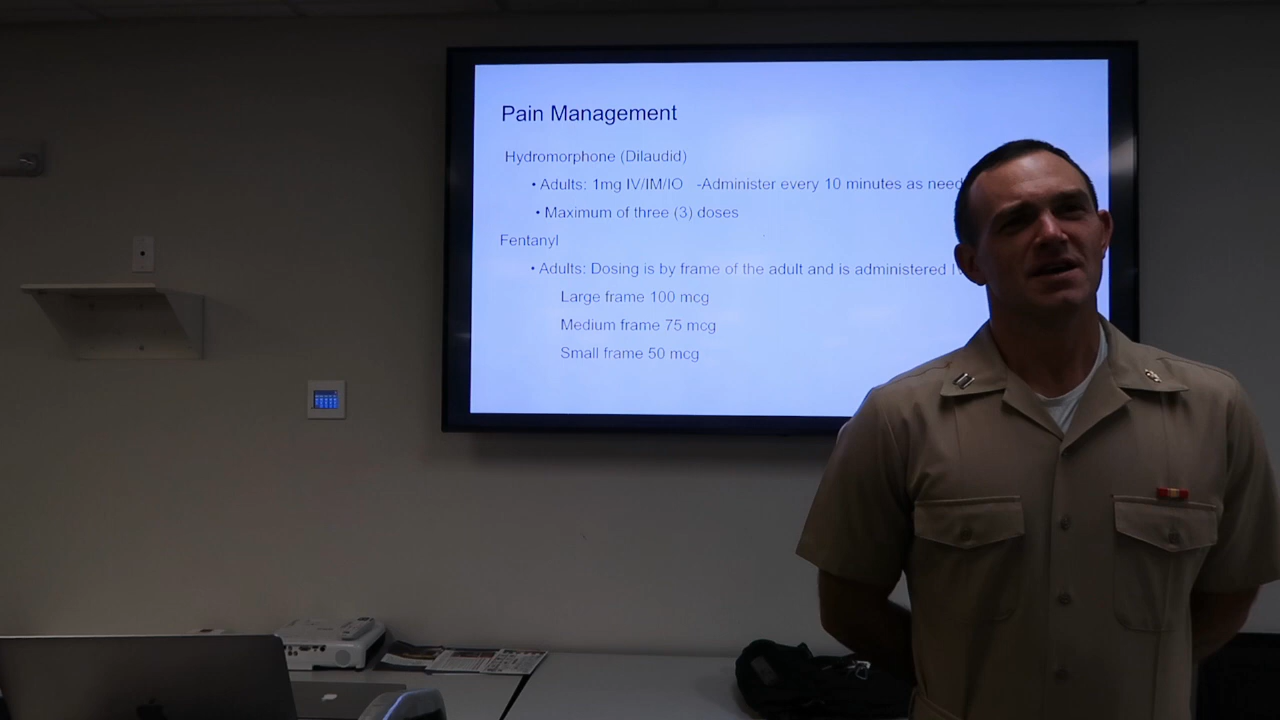 Pain Management
Hydromorphone (Dilaudid)
• Adults: 1mg IV/IM/IO -Administer every 10 minutes as need
• Maximum of three (3) doses
Fentanyl
• Adults: Dosing is by frame of the adult and is administered
Large frame 100 mcg
Medium frame 75 mcg
Small frame 50 mcg